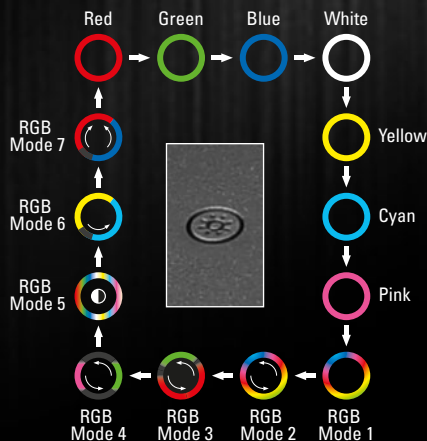 Red
Green
Blue
White
Yellow
Cyan
Pink
RGB
Mode 1
RGB
Mode 2
RGB
Mode 3
RGB
Mode 4
RGB
Mode 5
RGB
Mode 6
RGB
Mode 7